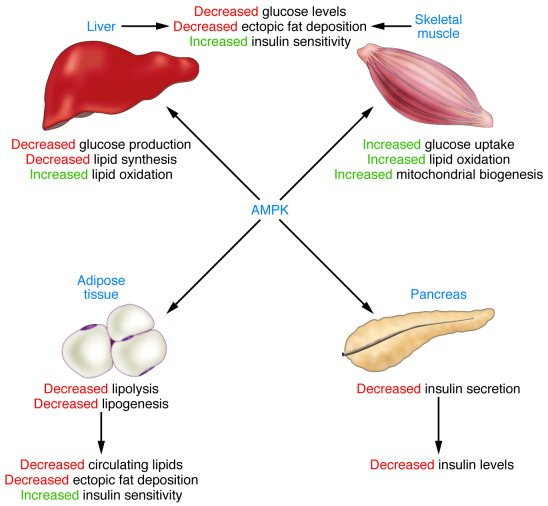 Liver
Decreased glucose levels
Decreased ectopic fat deposition
Increased insulin sensitivity
Skeletal
muscle
Decreased glucose production
Decreased lipid synthesis
Increased lipid oxidation
Increased glucose uptake
Increased lipid oxidation
Increased mitochondrial biogenesis
AMPK
Adipose
tissue
Pancreas
Decreased lipolysis
Decreased lipogenesis
Decreased insulin secretion
Decreased circulating lipids
Decreased ectopic fat deposition
Increased insulin sensitivity
Decreased insulin levels